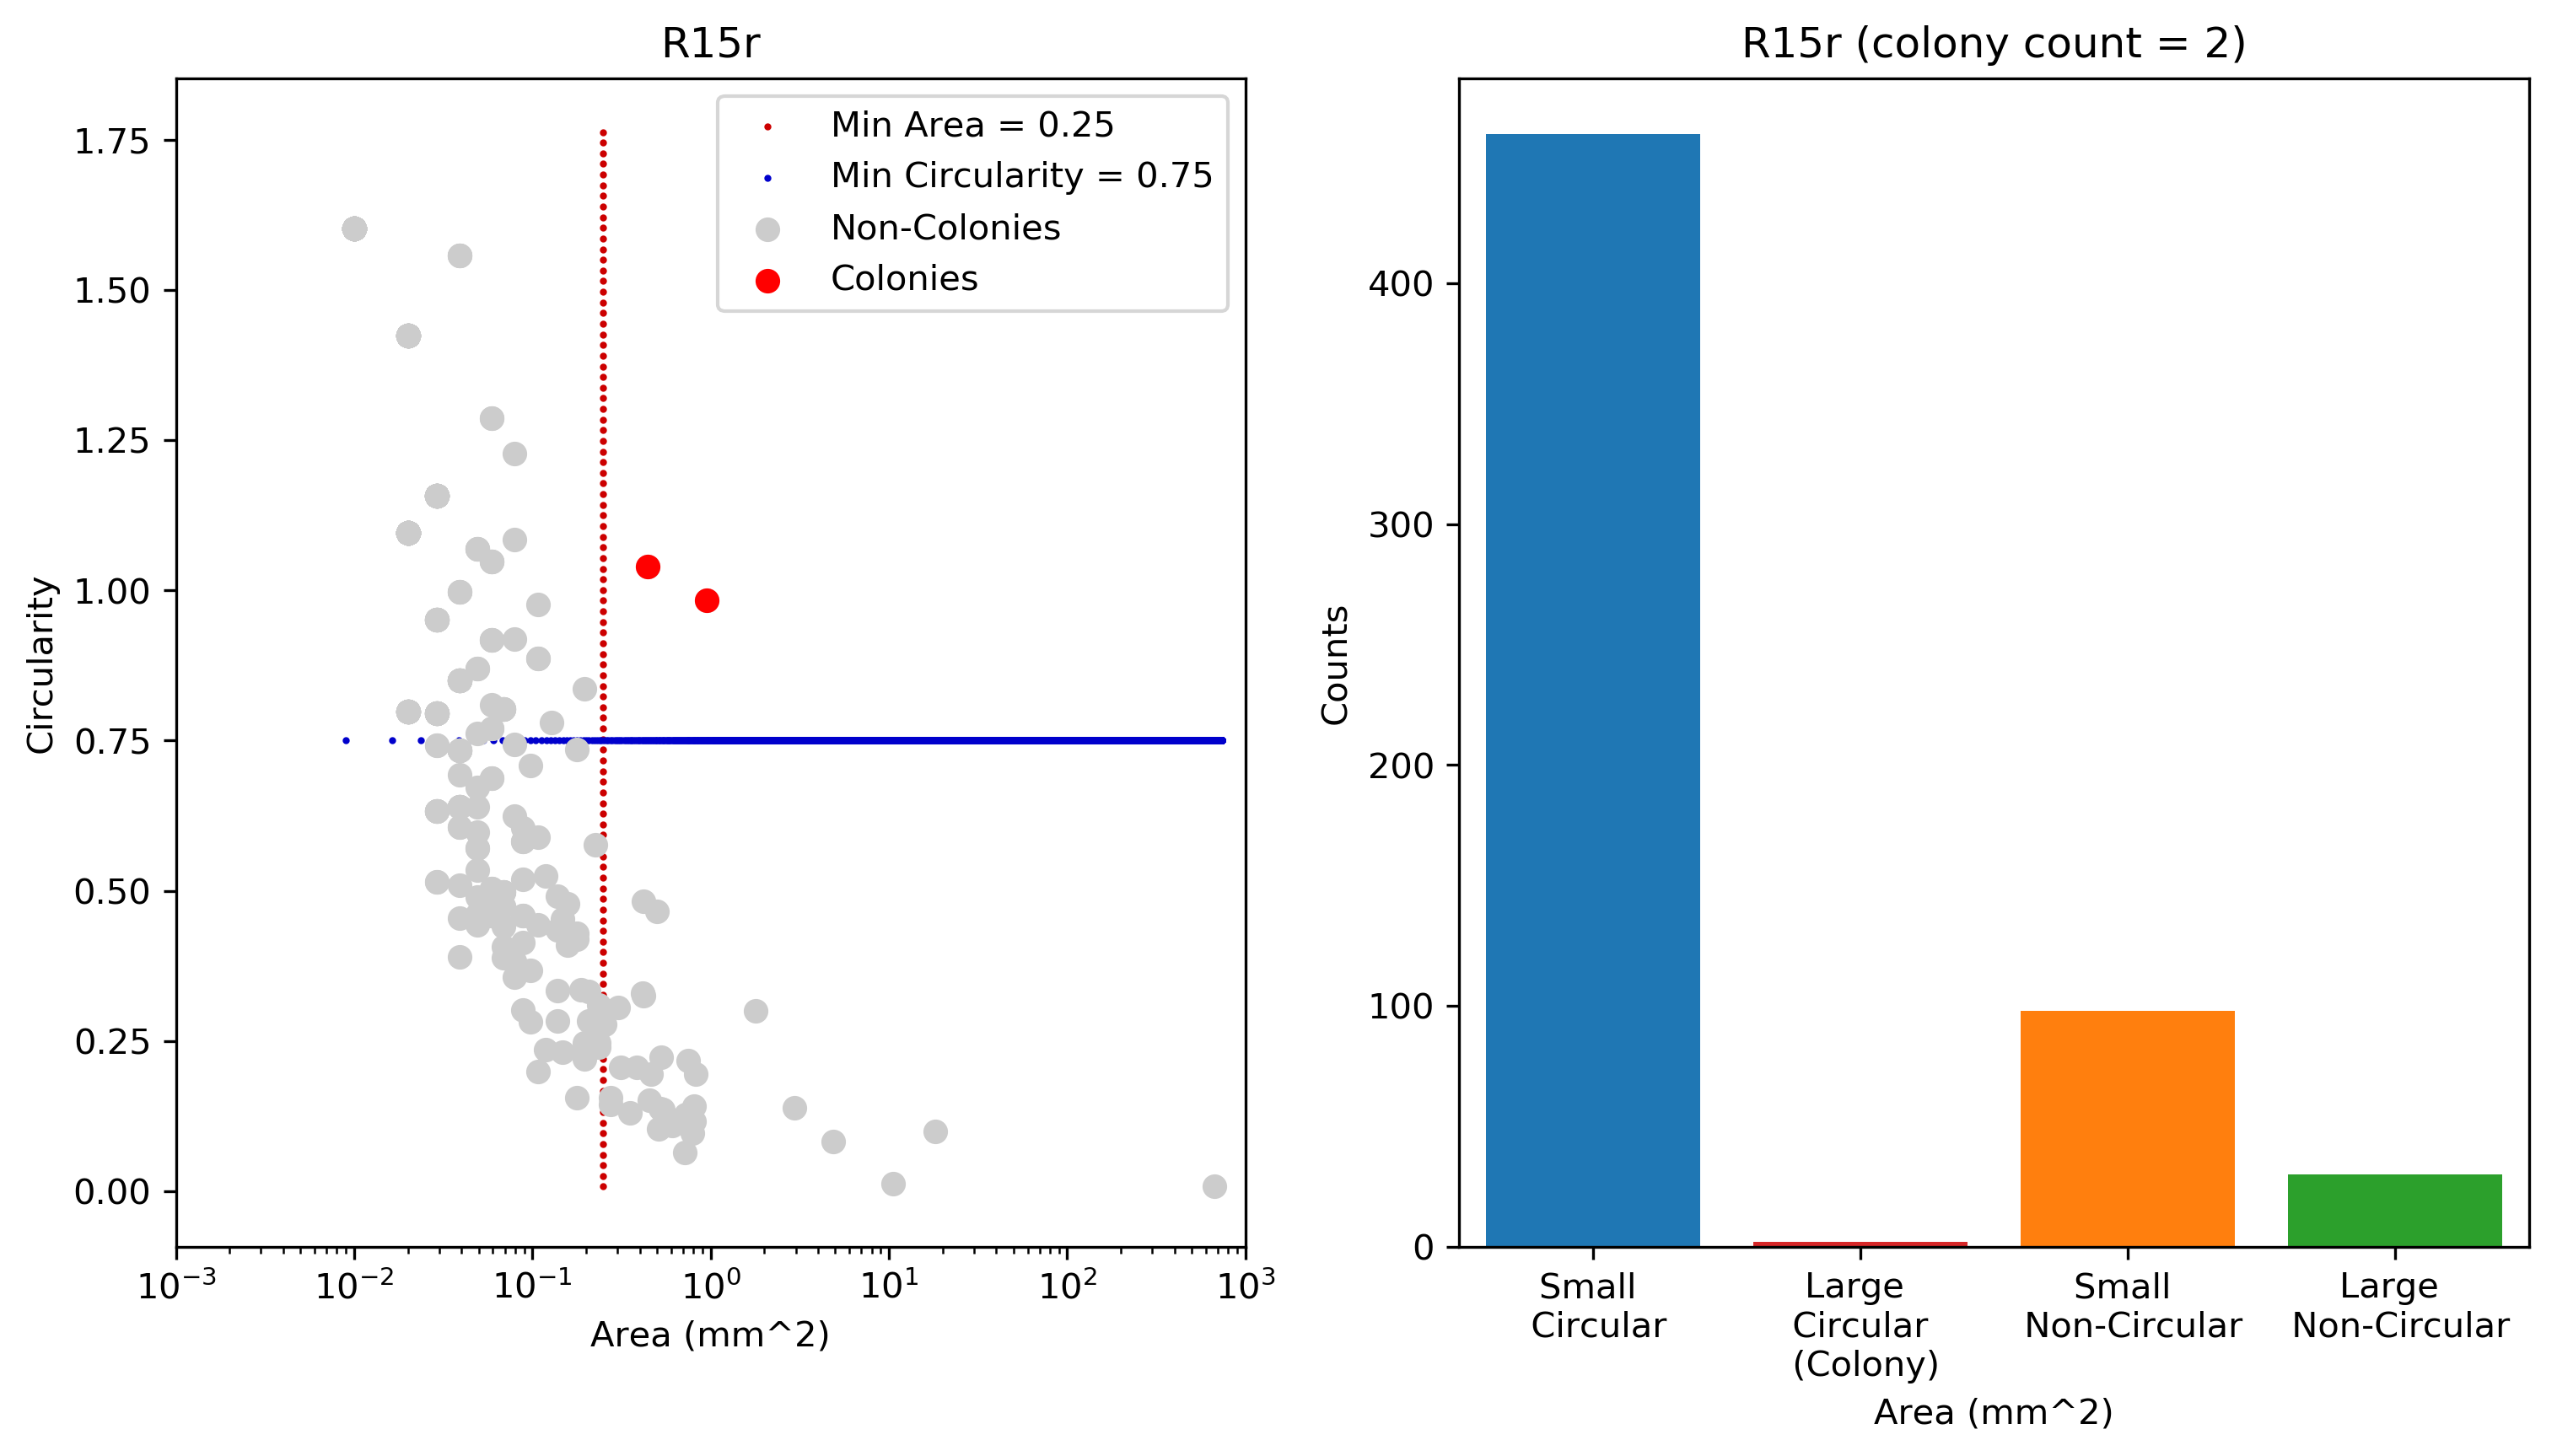 R15r
Min Area = 0.25
Min Circularity = 0.75
Non-Colonies
Colonies
1.75
1.50
1.25
1.00
0.75
0.50
0.25
0.00
Circularity
10⁻³ 10⁻² 10⁻¹ 10⁰ 10¹ 10² 10³
Area (mm^2)
R15r (colony count = 2)
400
300
200
100
0
Counts
Small Circular
Large Circular (Colony)
Small Non-Circular
Large Non-Circular
Area (mm^2)